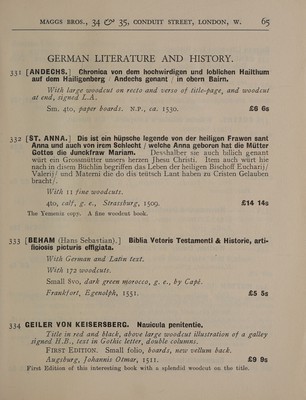 MAGGS BROS., 34 & 35, CONDUIT STREET, LONDON, W. 65
GERMAN LITERATURE AND HISTORY.
331 [ANDECHS.] Chronica von dem hochwirdigen und loblichen Hailthum
auf dem Hailigenberg / Andechs genant / in obern Bairn.
With large woodcut on recto and verso of title-page, and woodcut
at end, signed L.A.
Sm. 4to, paper boards. N.P., ca. 1530. £6 6s
332 [ST. ANNA.] Dis ist ein hüpsche legende von der heiligen Frawen sant
Anna und auch von irem Schlecht / welche Anna geboren hat die Mütter
Gottes die Junckfraw Mariam. Desshalber sie auch billich genant
würt ein Grossmütter unsers herzen Jhesu Christi. Item auch würt hie
nach in disem Büchlin begriffen das Leben der heiligen Bischoff Eucharij/
Valerij/ und Materni die do dis teütsch Lant haben zu Cristen Gelauben
bracht/.
With 11 fine woodcuts.
4to, calf, g. e., Strassburg, 1509. £14 14s
The Yemeniz copy. A fine woodcut book.
333 [BEHAM (Hans Sebastian).] Biblia Veteris Testamenti & Historie, arti-
fisiosis picturis effigiata.
With German and Latin text.
With 172 woodcuts.
Small 8vo, dark green morocco, g. e., by Capé.
Frankfort, Egenolph, 1551. £5 5s
334 GEILER VON KEISERSBERG. Nauicula penitentie.
Title in red and black, above large woodcut illustration of a galley
signed H.B., text in Gothic letter, double columns.
FIRST EDITION. Small folio, boards, new vellum back.
Augsburg, Johannis Otmar, 1511. £9 9s
First Edition of this interesting book with a splendid woodcut on the title.